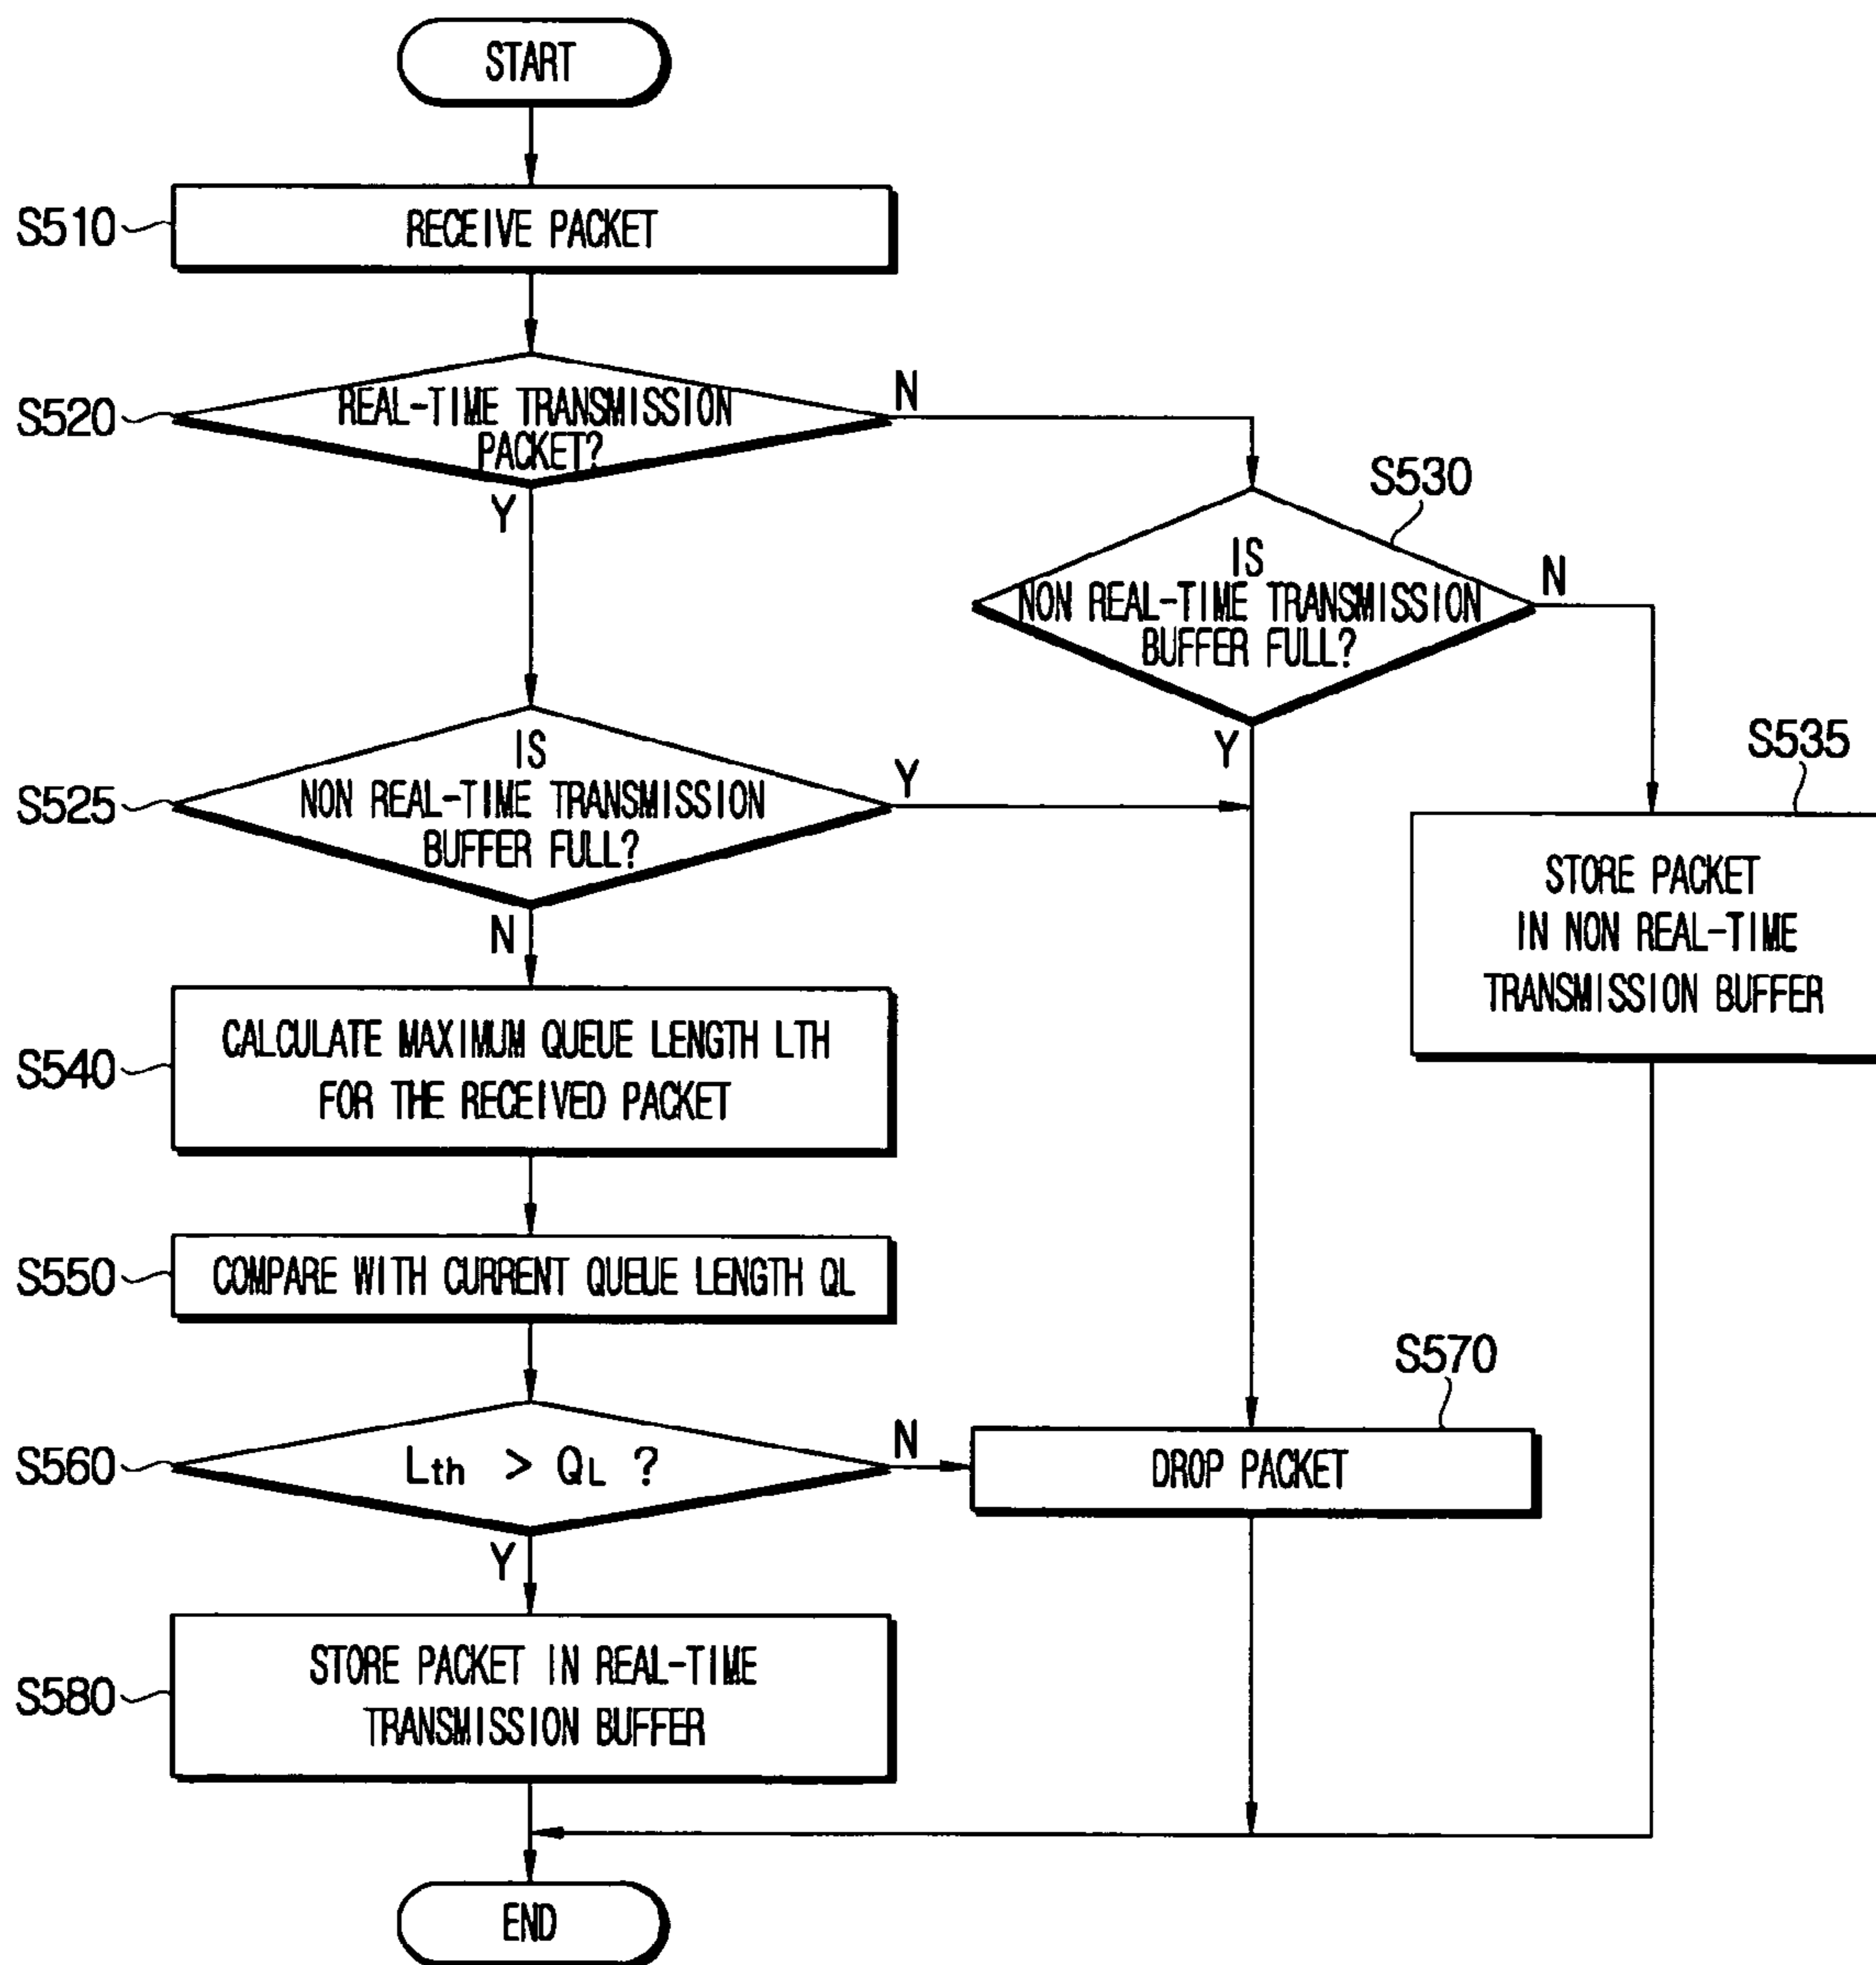 START
S510
RECEIVE PACKET
S520
REAL-TIME TRANSMISSION
PACKET?
N
Y
S530
IS
NON REAL-TIME TRANSMISSION
BUFFER FULL?
N
Y
S525
IS
NON REAL-TIME TRANSMISSION
BUFFER FULL?
Y
N
S535
STORE PACKET
IN NON REAL-TIME
TRANSMISSION BUFFER
S540
CALCULATE MAXIMUM QUEUE LENGTH LTH
FOR THE RECEIVED PACKET
S550
COMPARE WITH CURRENT QUEUE LENGTH QL
S560
Lth > QL ?
N
Y
S570
DROP PACKET
S580
STORE PACKET IN REAL-TIME
TRANSMISSION BUFFER
END